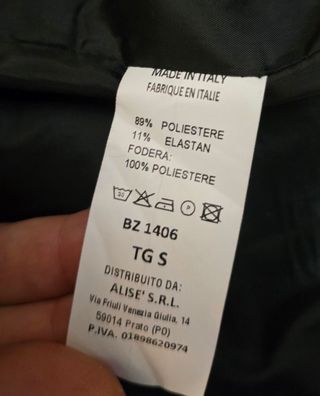 MADE IN ITALY
FABRIQUE EN ITALIE
89% POLIESTERE
11% ELASTAN
FODERA:
100% POLIESTERE
BZ 1406
TG S
DISTRIBUITO DA:
ALISE' S.R.L.
Via Friuli Venezia Giulia, 14
59014 Prato (PO)
P.IVA. 01898620974